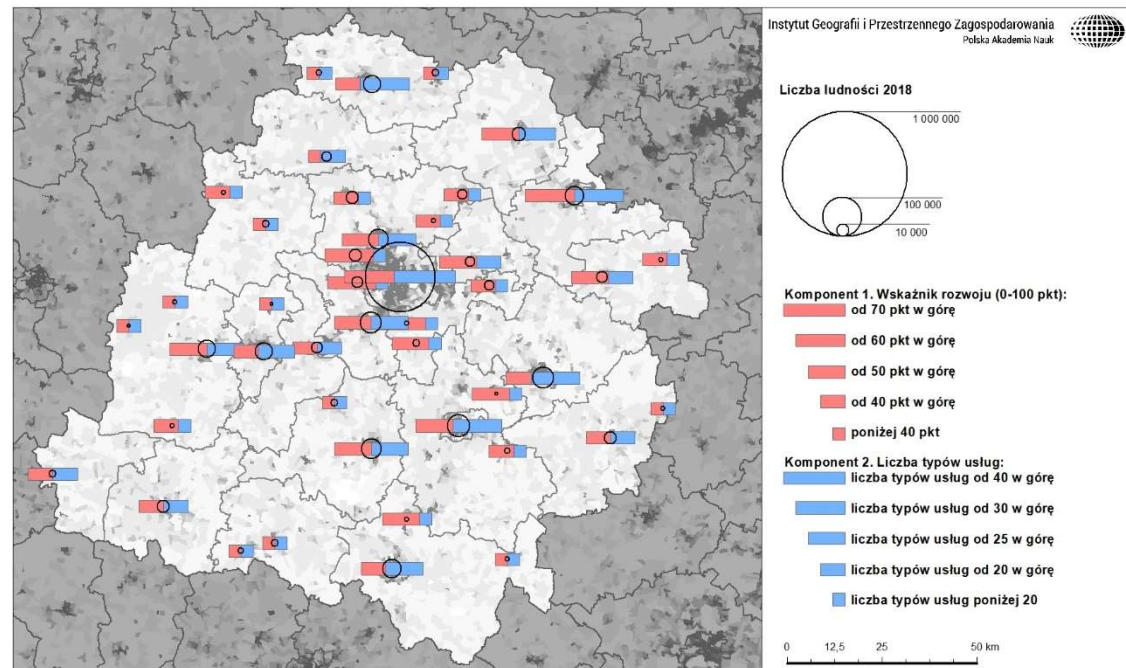 Instytut Geografii i Przestrzennego Zagospodarowania
Polska Akademia Nauk
Liczba ludności 2018
1 000 000
100 000
10 000
Komponent 1. Wskaźnik rozwoju (0-100 pkt):
od 70 pkt w górę
od 60 pkt w górę
od 50 pkt w górę
od 40 pkt w górę
poniżej 40 pkt
Komponent 2. Liczba typów usług:
liczba typów usług od 40 w górę
liczba typów usług od 30 w górę
liczba typów usług od 25 w górę
liczba typów usług od 20 w górę
liczba typów usług poniżej 20
0 12,5 25 50 km